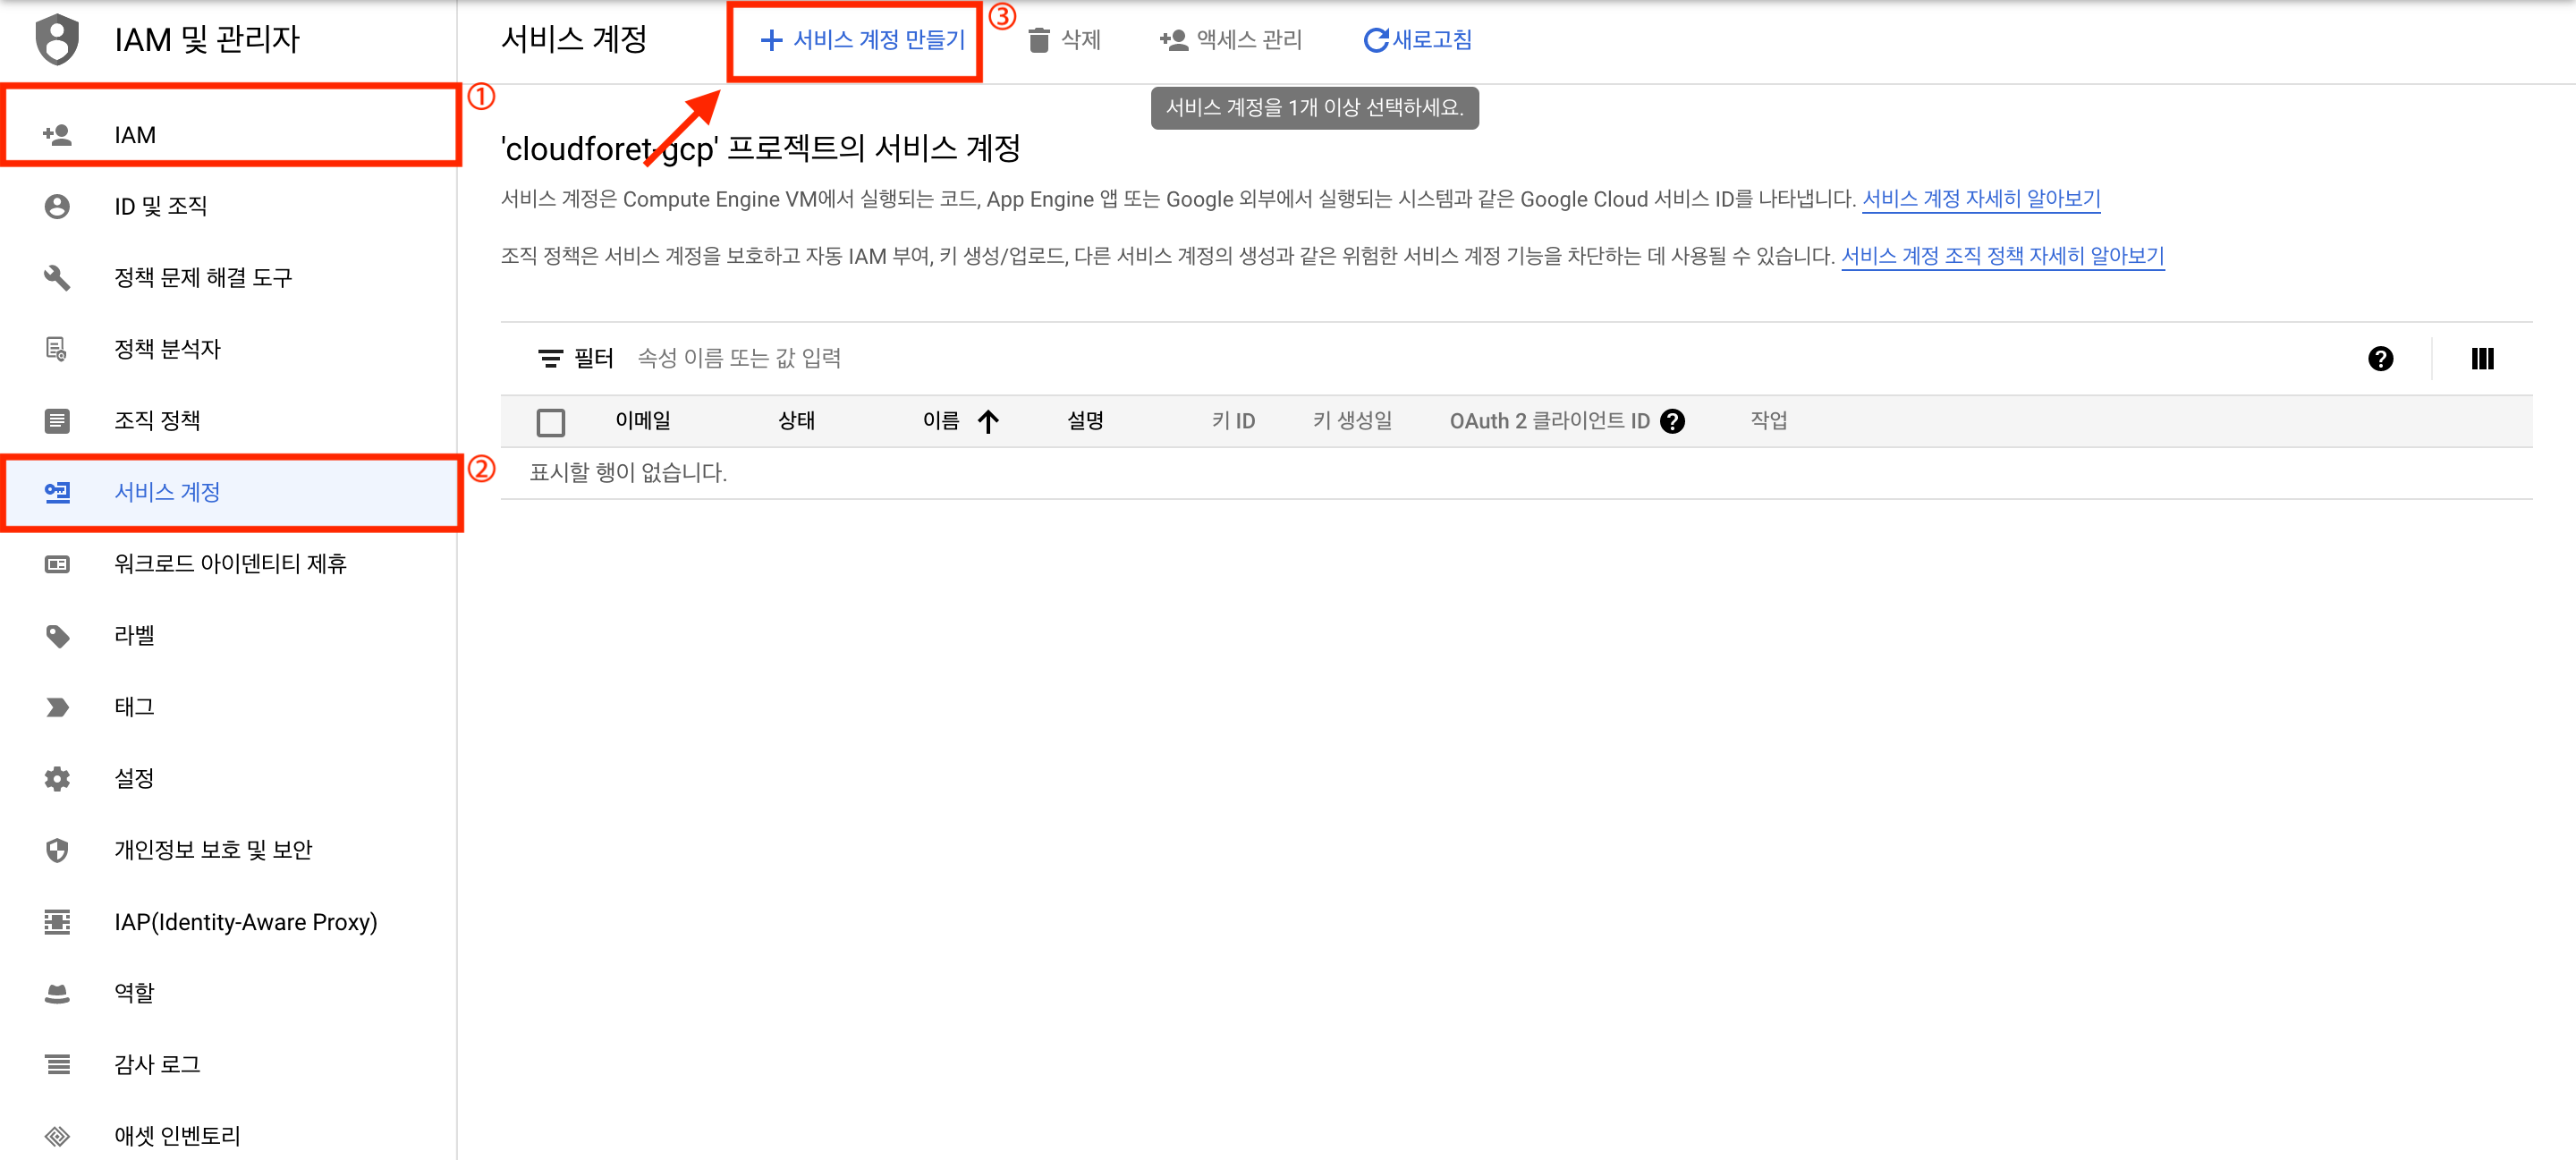 IAM 및 관리자
서비스 계정
서비스 계정 만들기
③
삭제
액세스 관리
새로고침
서비스 계정을 1개 이상 선택하세요.
①
IAM
ID 및 조직
정책 문제 해결 도구
정책 분석자
조직 정책
②
서비스 계정
워크로드 아이덴티티 제휴
라벨
태그
설정
개인정보 보호 및 보안
IAP(Identity-Aware Proxy)
역할
감사 로그
애셋 인벤토리
'cloudforet-gcp' 프로젝트의 서비스 계정
서비스 계정은 Compute Engine VM에서 실행되는 코드, App Engine 앱 또는 Google 외부에서 실행되는 시스템과 같은 Google Cloud 서비스 ID를 나타냅니다. 서비스 계정 자세히 알아보기
조직 정책은 서비스 계정을 보호하고 자동 IAM 부여, 키 생성/업로드, 다른 서비스 계정의 생성과 같은 위험한 서비스 계정 기능을 차단하는 데 사용될 수 있습니다. 서비스 계정 조직 정책 자세히 알아보기
필터 속성 이름 또는 값 입력
이메일 상태 이름 설명 키 ID 키 생성일 OAuth 2 클라이언트 ID 작업
표시할 행이 없습니다.